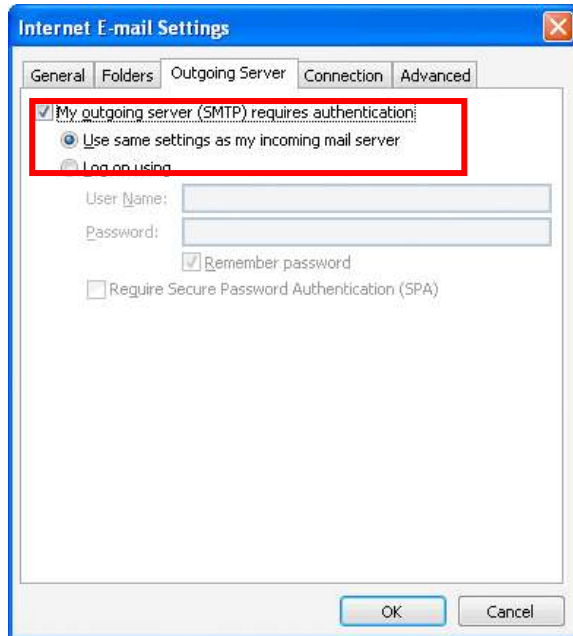 Internet E-mail Settings
General Folders Outgoing Server Connection Advanced
My outgoing server (SMTP) requires authentication
Use same settings as my incoming mail server
Log on using
User Name:
Password:
Remember password
Require Secure Password Authentication (SPA)
OK Cancel